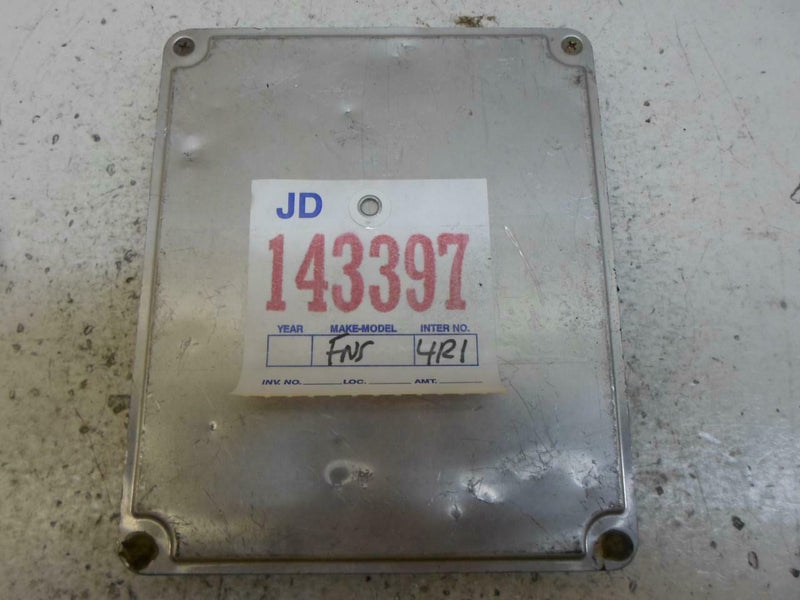 JD
143397
YEAR MAKE-MODEL INTER NO.
FNS 4R1
INV. NO. LOC. AMT.